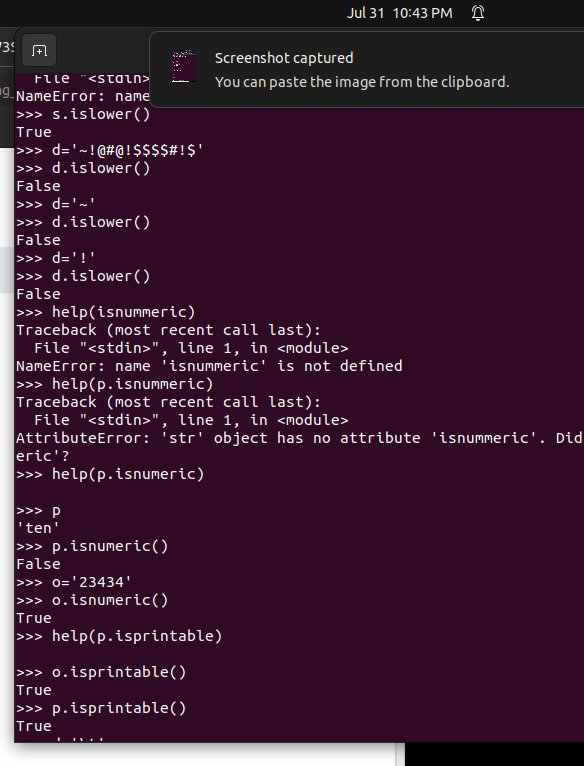 Jul 31 10:43 PM
Screenshot captured
You can paste the image from the clipboard.
File "<stdin>
NameError: name
>>> s.islower()
True
>>> d='~!@#@!$$$$#!$'
>>> d.islower()
False
>>> d='~'
>>> d.islower()
False
>>> d='!'
>>> d.islower()
False
>>> help(isnummeric)
Traceback (most recent call last):
  File "<stdin>", line 1, in <module>
NameError: name 'isnummeric' is not defined
>>> help(p.isnummeric)
Traceback (most recent call last):
  File "<stdin>", line 1, in <module>
AttributeError: 'str' object has no attribute 'isnummeric'. Did
eric'?
>>> help(p.isnumeric)
>>> p
'ten'
>>> p.isnumeric()
False
>>> o='23434'
>>> o.isnumeric()
True
>>> help(p.isprintable)
>>> o.isprintable()
True
>>> p.isprintable()
True